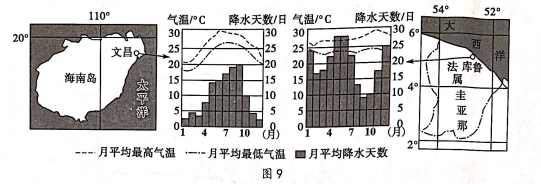 110°
20°
文昌
海南岛
太平洋
气温/°C 降水天数/日
30 30
25 25
20 20
15 15
10 10
5 5
0 0
1 4 7 10 (月)
气温/°C 降水天数/日
30 30
25 25
20 20
15 15
10 10
5 5
0 0
1 4 7 10 (月)
54° 52°
大西洋
6°
库鲁
法属圭亚那
4°
2°
月平均最高气温 月平均最低气温 月平均降水天数
图9